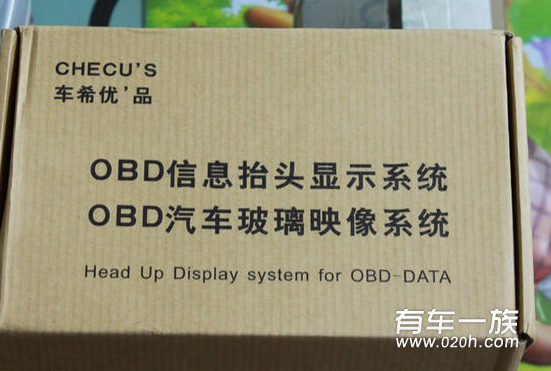 CHECU'S
车希优'品
OBD信息抬头显示系统
OBD汽车玻璃映像系统
Head Up Display system for OBD-DATA
有车一族
www.020h.com